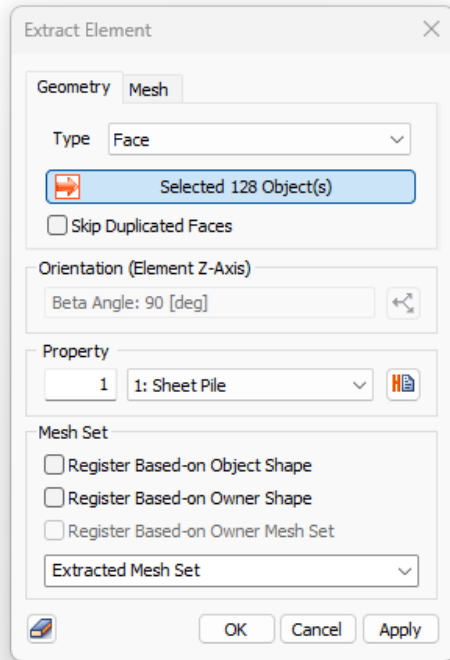 Extract Element
Geometry Mesh
Type Face
Selected 128 Object(s)
Skip Duplicated Faces
Orientation (Element Z-Axis)
Beta Angle: 90 [deg]
Property
1 1: Sheet Pile
Mesh Set
Register Based-on Object Shape
Register Based-on Owner Shape
Register Based-on Owner Mesh Set
Extracted Mesh Set
OK Cancel Apply